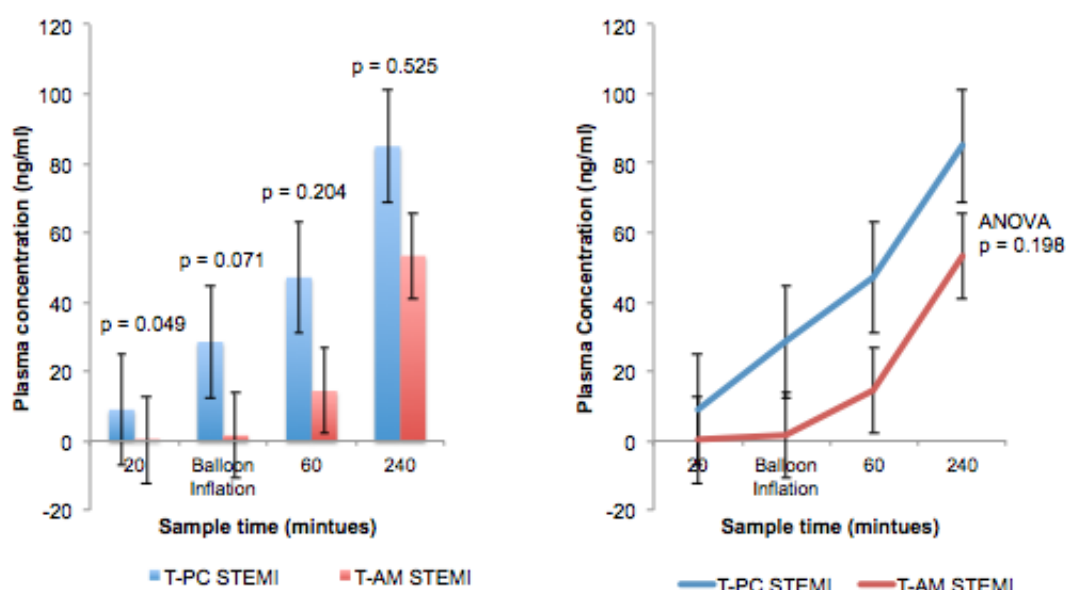 Plasma concentration (ng/ml)
120
100
80
60
40
20
0
-20
p = 0.049
p = 0.071
p = 0.204
p = 0.525
-20
Balloon
Inflation
60
240
Sample time (mintues)
T-PC STEMI
T-AM STEMI
Plasma Concentration (ng/ml)
120
100
80
60
40
20
0
-20
ANOVA
p = 0.198
20
Balloon
Inflation
60
240
Sample time (mintues)
T-PC STEMI
T-AM STEMI